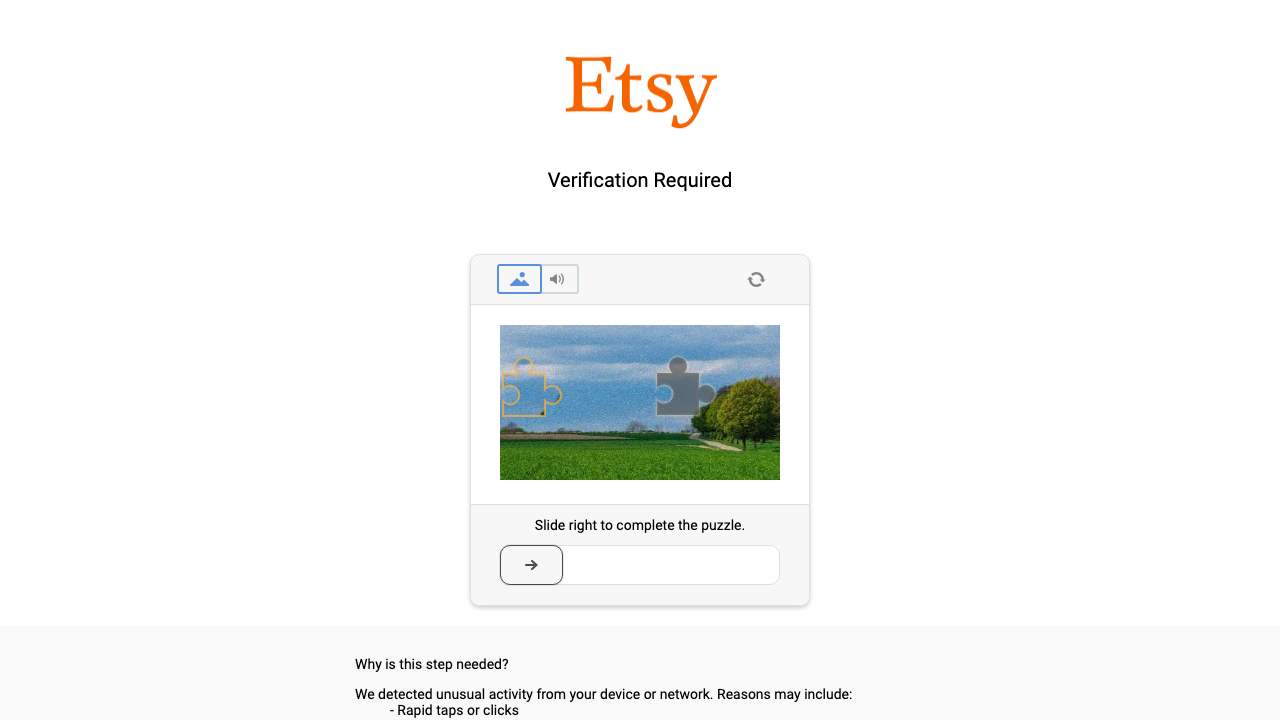 Etsy
Verification Required
Slide right to complete the puzzle.
Why is this step needed?
We detected unusual activity from your device or network. Reasons may include:
- Rapid taps or clicks